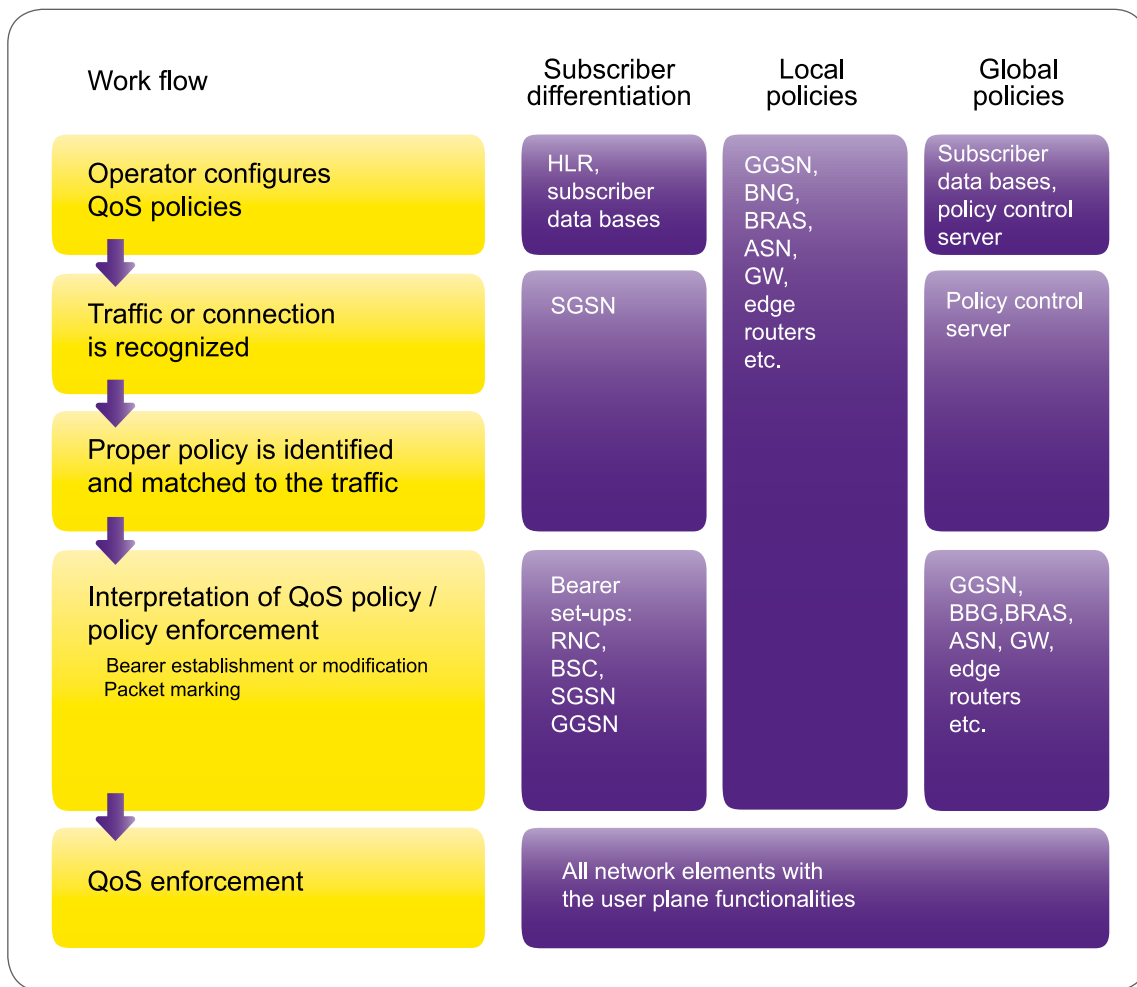 Work flow
Subscriber
differentiation
Local
policies
Global
policies
Operator configures
QoS policies
HLR,
subscriber
data bases
GGSN,
BNG,
BRAS,
ASN,
GW,
edge
routers
etc.
Subscriber
data bases,
policy control
server
Traffic or connection
is recognized
SGSN
Policy control
server
Proper policy is identified
and matched to the traffic
Interpretation of QoS policy /
policy enforcement
Bearer establishment or modification
Packet marking
Bearer
set-ups:
RNC,
BSC,
SGSN
GGSN
GGSN,
BBG,BRAS,
ASN, GW,
edge
routers
etc.
QoS enforcement
All network elements with
the user plane functionalities